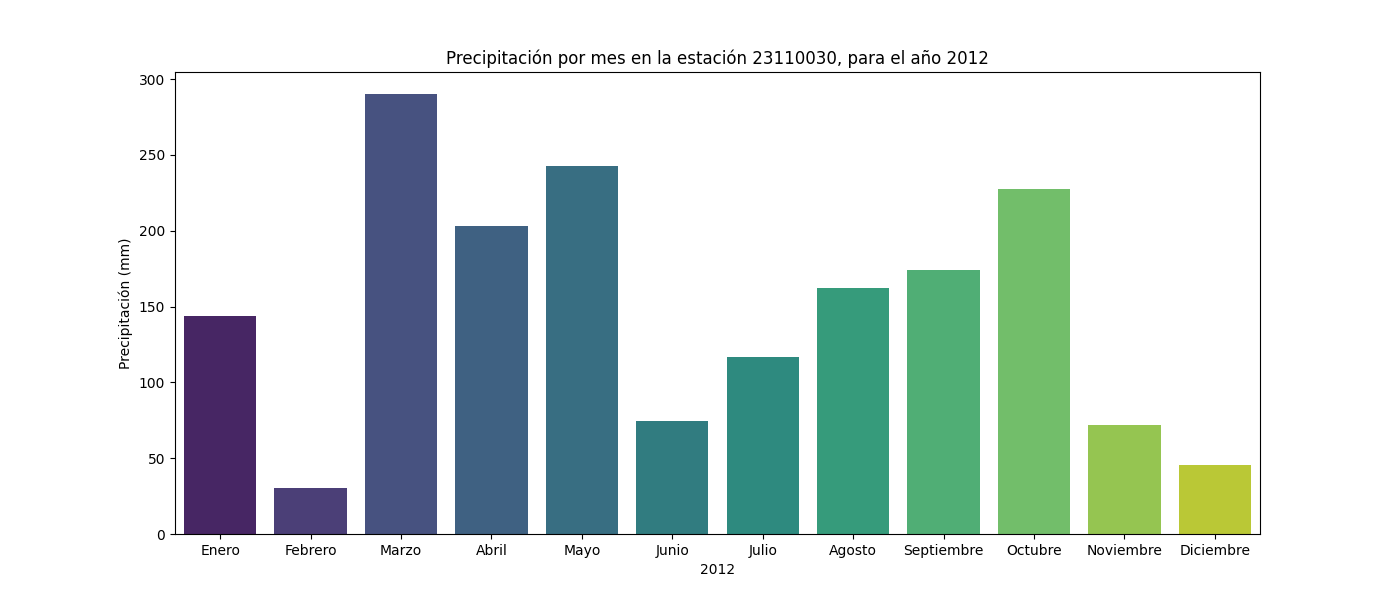 Precipitación por mes en la estación 23110030, para el año 2012
Precipitación (mm)
300
250
200
150
100
50
0
Enero Febrero Marzo Abril Mayo Junio Julio Agosto Septiembre Octubre Noviembre Diciembre
2012